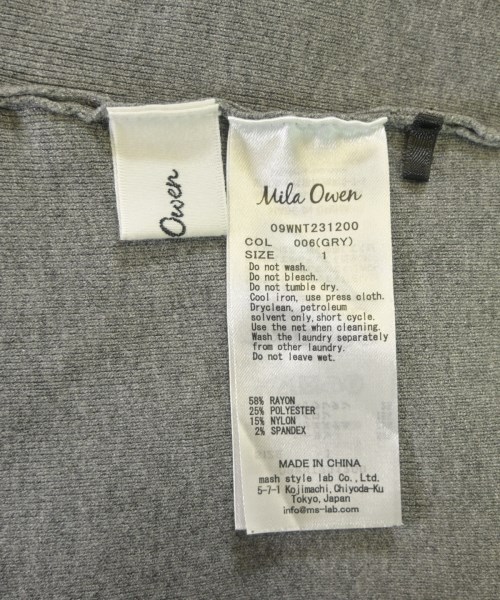 Owen
Mila Owen
09WNT231200
COL 006(GRY)
SIZE 1
Do not wash.
Do not bleach.
Do not tumble dry.
Cool iron, use press cloth.
Dryclean, petroleum
solvent only, short cycle.
Use the net when cleaning.
Wash the laundry separately
from other laundry.
Do not leave wet.
58% RAYON
25% POLYESTER
15% NYLON
2% SPANDEX
MADE IN CHINA
mash style lab Co.,Ltd.
5-7-1 Kojimachi,Chiyoda-Ku
Tokyo,Japan
info@ms-lab.com